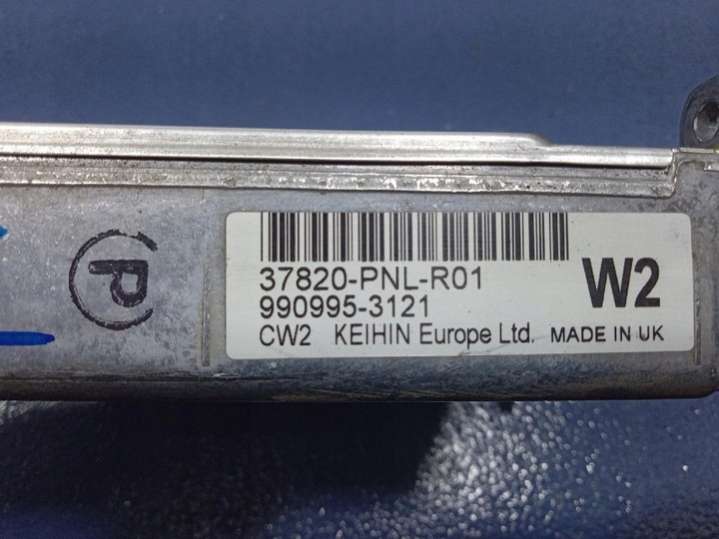 P
37820-PNL-R01
990995-3121
W2
CW2 KEIHIN Europe Ltd. MADE IN UK